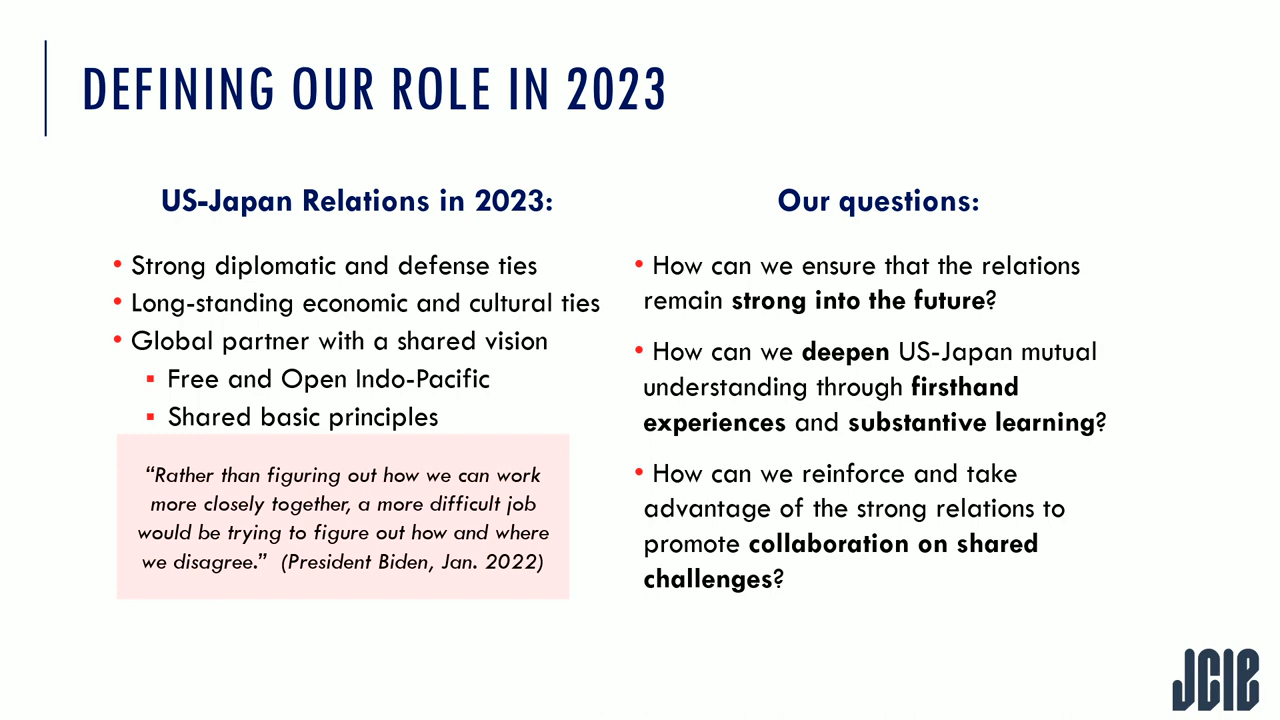 DEFINING OUR ROLE IN 2023
US-Japan Relations in 2023:
• Strong diplomatic and defense ties
• Long-standing economic and cultural ties
• Global partner with a shared vision
▪ Free and Open Indo-Pacific
▪ Shared basic principles
“Rather than figuring out how we can work
more closely together, a more difficult job
would be trying to figure out how and where
we disagree.” (President Biden, Jan. 2022)
Our questions:
• How can we ensure that the relations
remain strong into the future?
• How can we deepen US-Japan mutual
understanding through firsthand
experiences and substantive learning?
• How can we reinforce and take
advantage of the strong relations to
promote collaboration on shared
challenges?
JCIE